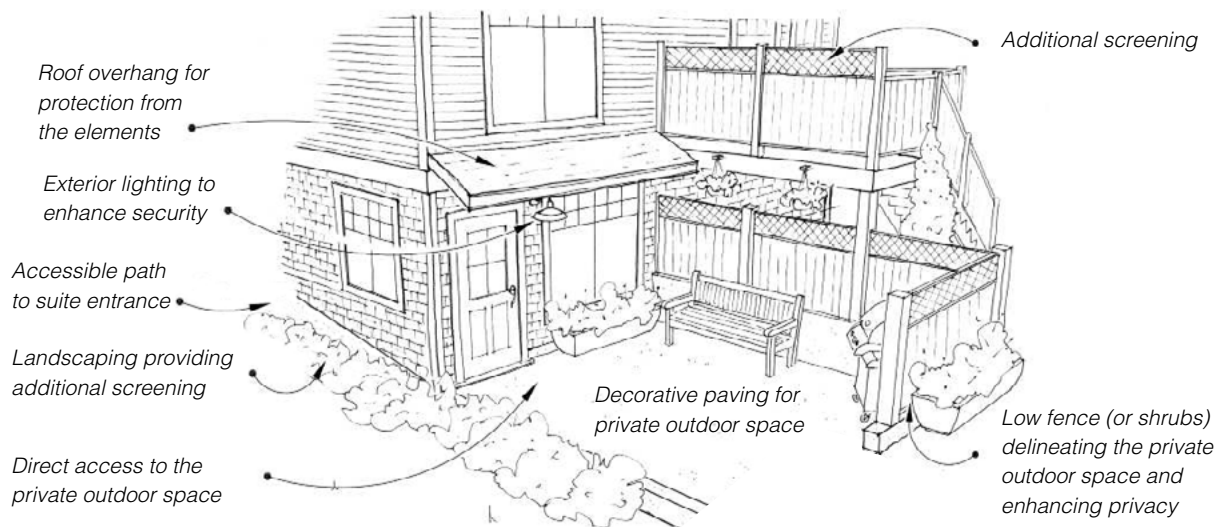 Additional screening
Roof overhang for
protection from
the elements
Exterior lighting to
enhance security
Accessible path
to suite entrance
Landscaping providing
additional screening
Direct access to the
private outdoor space
Decorative paving for
private outdoor space
Low fence (or shrubs)
delineating the private
outdoor space and
enhancing privacy